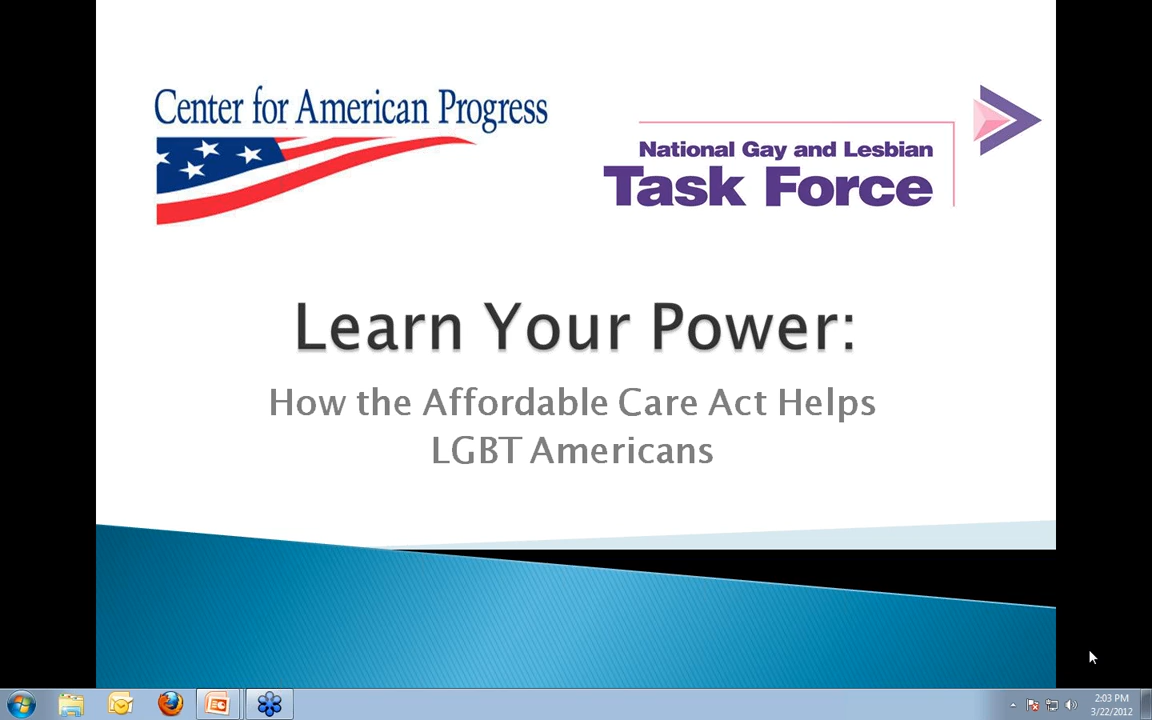 Center for American Progress
National Gay and Lesbian
Task Force
Learn Your Power:
How the Affordable Care Act Helps
LGBT Americans
2:03 PM
3/22/2012